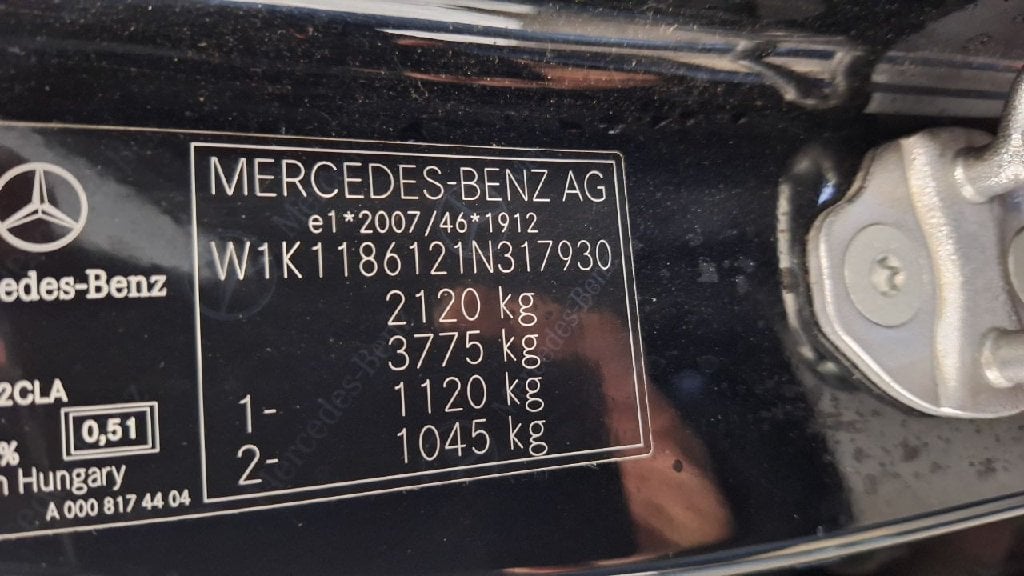 MERCEDES-BENZ AG
e1*2007/46*1912
W1K1186121N317930
2120 kg
3775 kg
1- 1120 kg
2- 1045 kg
edes-Benz
2CLA
0,51
%
n Hungary
A 000 817 44 04